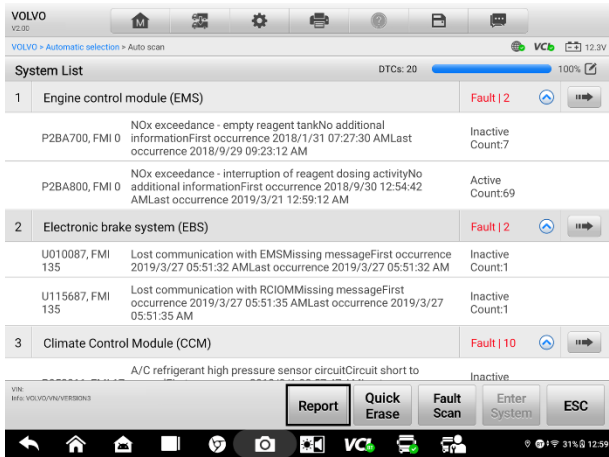 VOLVO
V2.00
VOLVO > Automatic selection > Auto scan
VCI
12.3V
System List
DTCs: 20
100%
1 Engine control module (EMS) Fault | 2
P2BA700, FMI 0
NOx exceedance - empty reagent tankNo additional
informationFirst occurrence 2018/1/31 07:27:30 AMLast
occurrence 2018/9/29 09:23:12 AM
Inactive
Count:7
P2BA800, FMI 0
NOx exceedance - interruption of reagent dosing activityNo
additional informationFirst occurrence 2018/9/30 12:54:42
AMLast occurrence 2019/3/21 12:59:12 AM
Active
Count:69
2 Electronic brake system (EBS) Fault | 2
U010087, FMI
135
Lost communication with EMSMissing messageFirst occurrence
2019/3/27 05:51:32 AMLast occurrence 2019/3/27 05:51:32 AM
Inactive
Count:1
U115687, FMI
135
Lost communication with RCIOMMissing messageFirst
occurrence 2019/3/27 05:51:35 AMLast occurrence 2019/3/27
05:51:35 AM
Inactive
Count:1
3 Climate Control Module (CCM) Fault | 10
A/C refrigerant high pressure sensor circuitCircuit short to
Inactive
VIN:
Info: VOLVO/VN/VERSION3
Report
Quick
Erase
Fault
Scan
Enter
System
ESC
VCI
31% 12:59